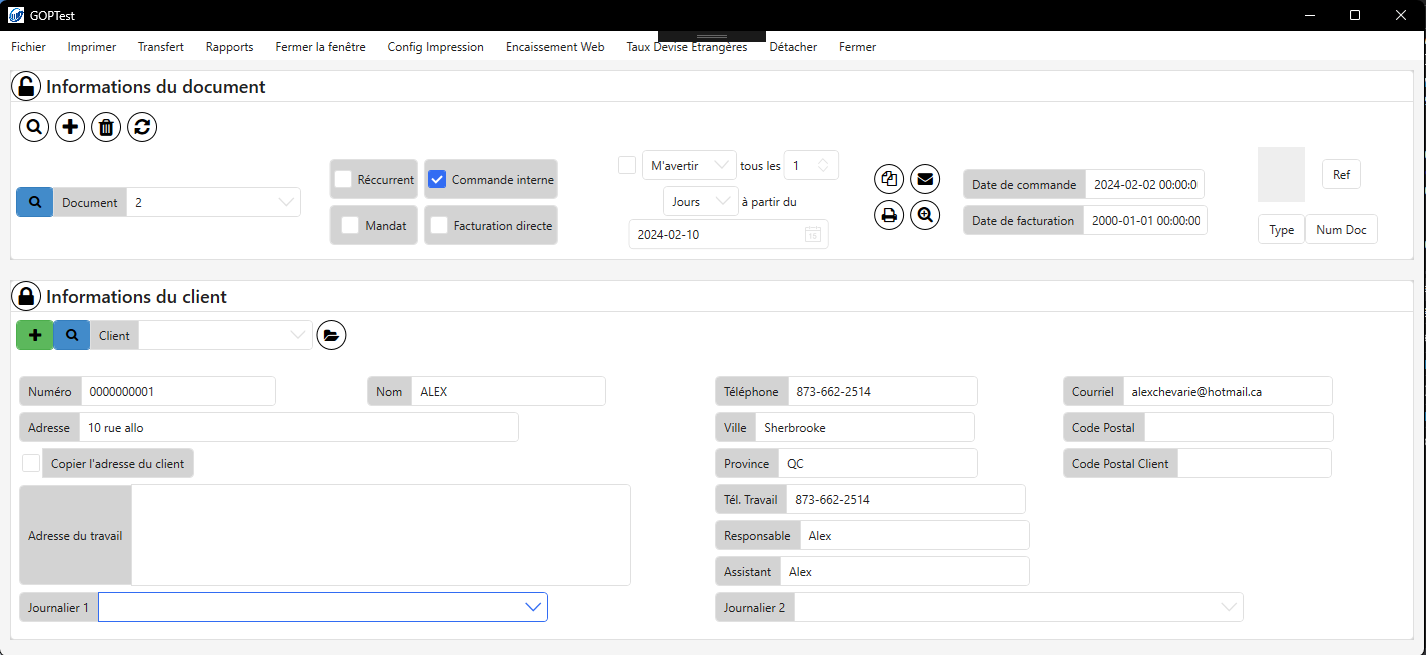 GOPTest
Fichier Imprimer Transfert Rapports Fermer la fenêtre Config Impression Encaissement Web Taux Devise Étrangères Détacher Fermer
Informations du document
M'avertir tous les 1
Réccurrent Commande interne
Document 2
Jours à partir du
Mandat Facturation directe
2024-02-10
Date de commande 2024-02-02 00:00:0
Date de facturation 2000-01-01 00:00:00
Ref
Type Num Doc
Informations du client
Client
Numéro 0000000001 Nom ALEX Téléphone 873-662-2514 Courriel alexchevarie@hotmail.ca
Adresse 10 rue allo Ville Sherbrooke Code Postal
Copier l'adresse du client Province QC Code Postal Client
Tél. Travail 873-662-2514
Adresse du travail Responsable Alex
Assistant Alex
Journalier 1 Journalier 2